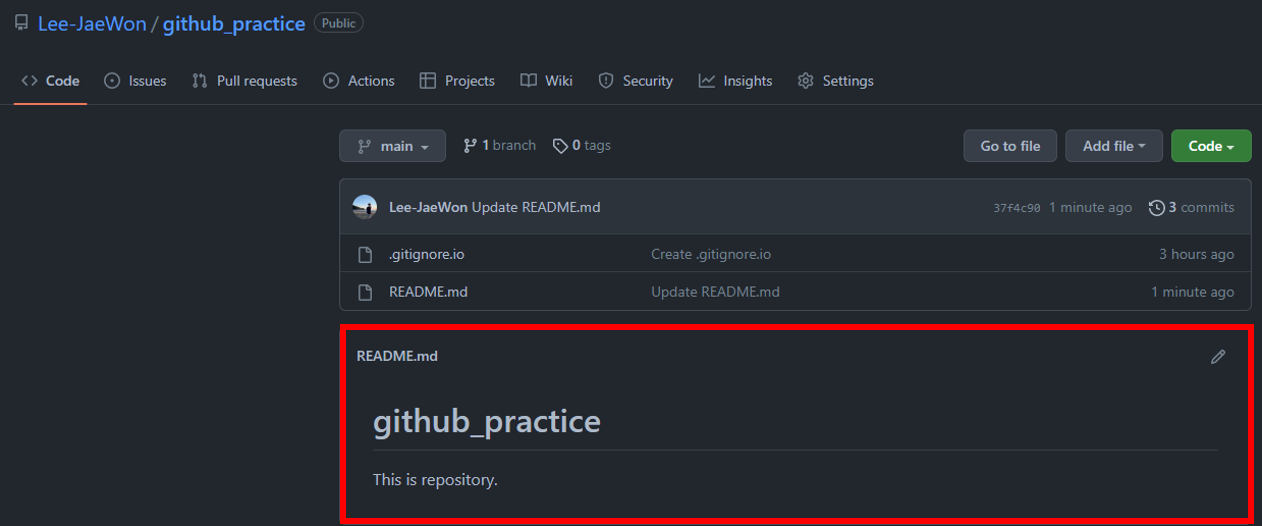 Lee-JaeWon / github_practice Public
Code Issues Pull requests Actions Projects Wiki Security Insights Settings
main 1 branch 0 tags Go to file Add file Code
Lee-JaeWon Update README.md 37f4c90 1 minute ago 3 commits
.gitignore.io Create .gitignore.io 3 hours ago
README.md Update README.md 1 minute ago
README.md
github_practice
This is repository.